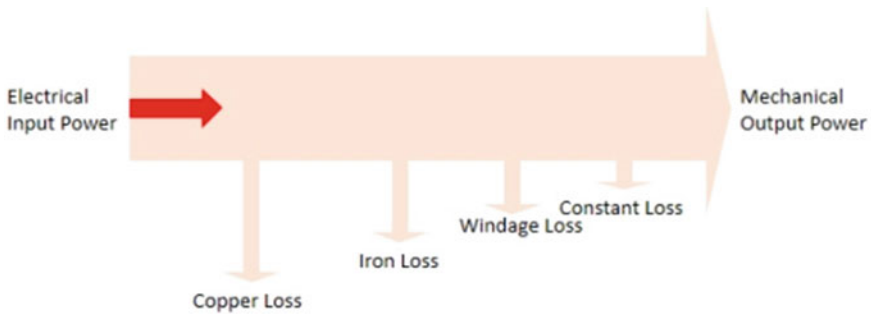 Electrical
Input Power
Mechanical
Output Power
Constant Loss
Windage Loss
Iron Loss
Copper Loss